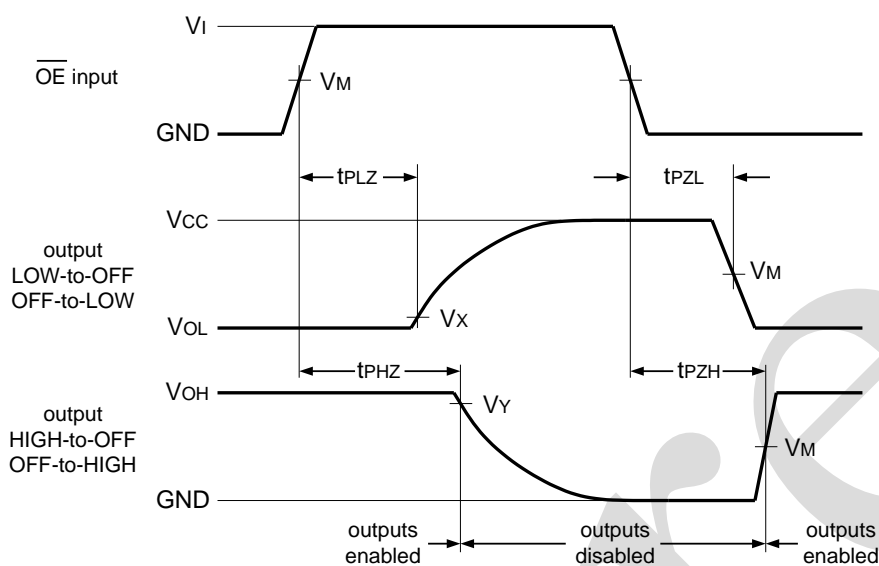 VI
OE input
VM
GND
tPLZ
tPZL
VCC
output
LOW-to-OFF
OFF-to-LOW
VM
VX
VOL
tPHZ
tPZH
VOH
VY
output
HIGH-to-OFF
OFF-to-HIGH
VM
GND
outputs
enabled
outputs
disabled
outputs
enabled